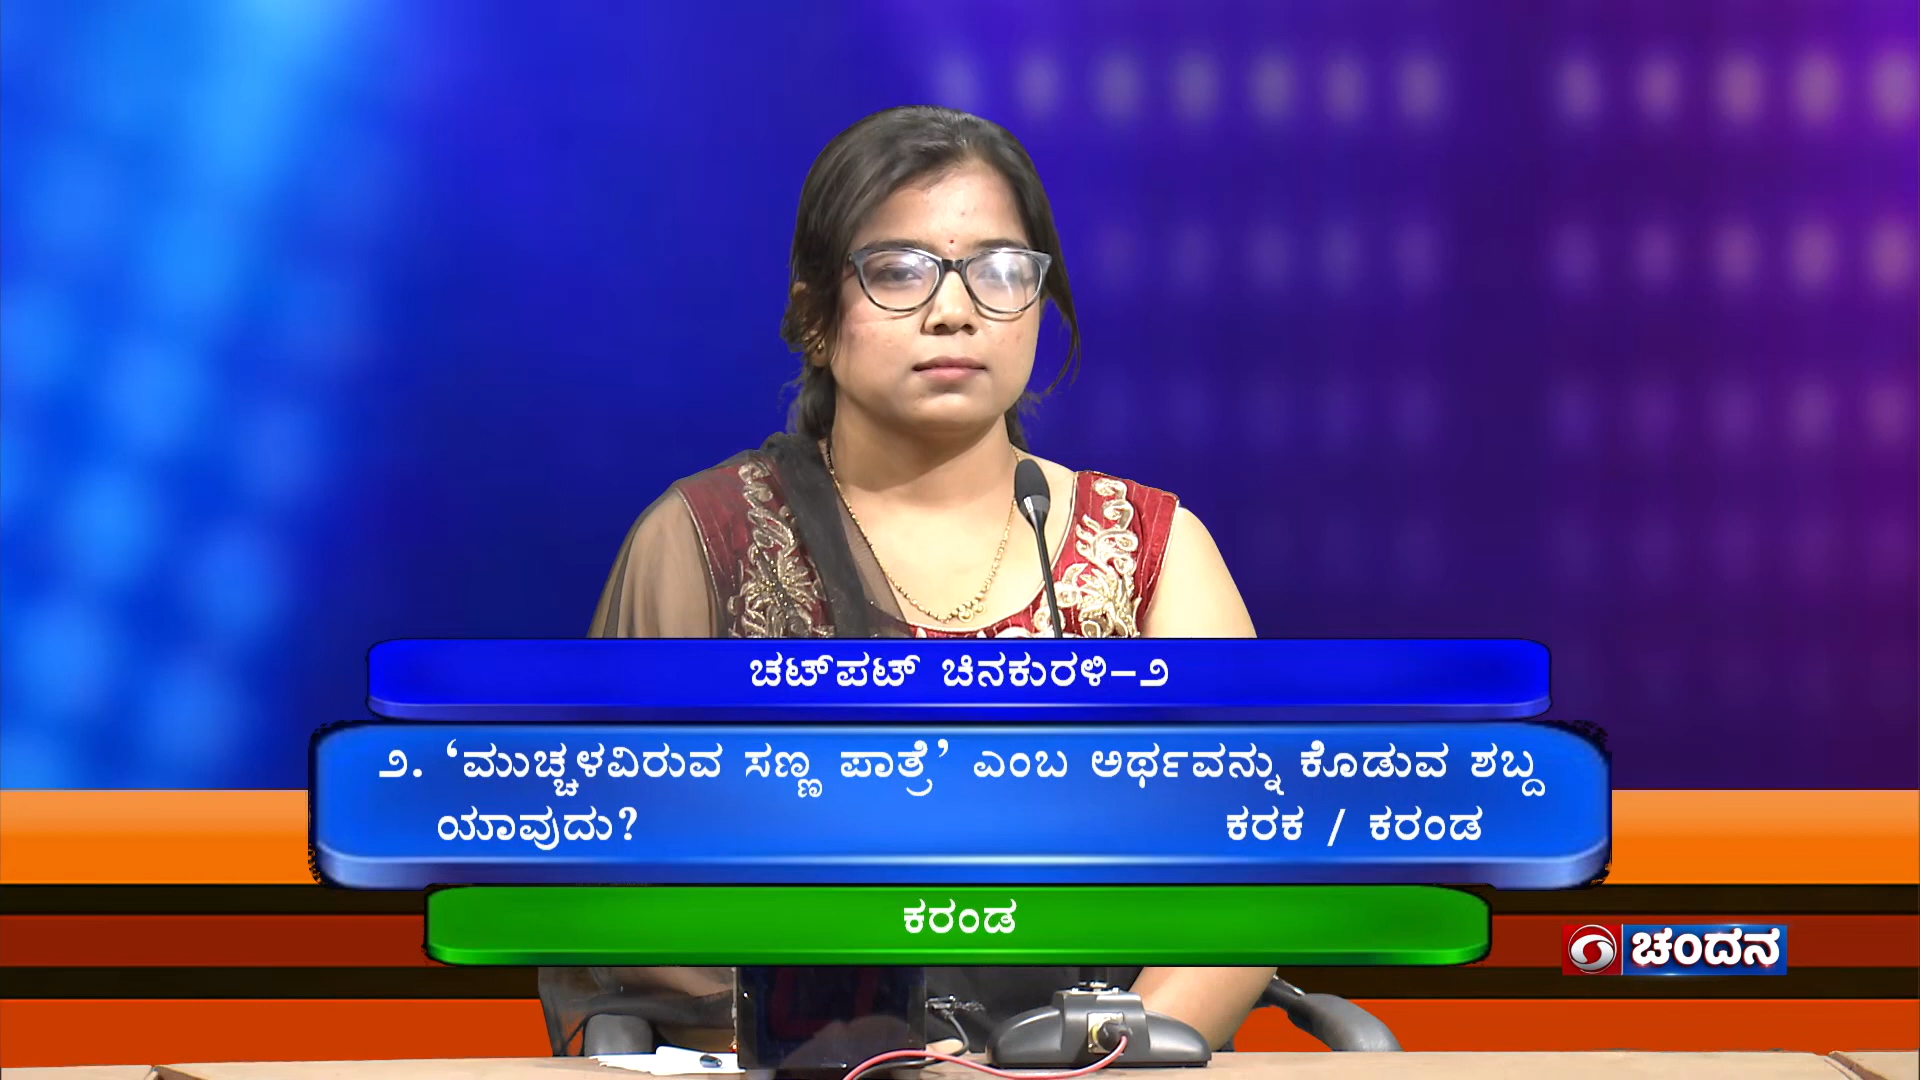 ಚಟ್‌ಪಟ್ ಚಿನಕುರಳಿ–೨
೨. ‘ಮುಚ್ಚಳವಿರುವ ಸಣ್ಣ ಪಾತ್ರೆ’ ಎಂಬ ಅರ್ಥವನ್ನು ಕೊಡುವ ಶಬ್ದ
ಯಾವುದು? ಕರಕ / ಕರಂಡ
ಕರಂಡ
ಚಂದನ